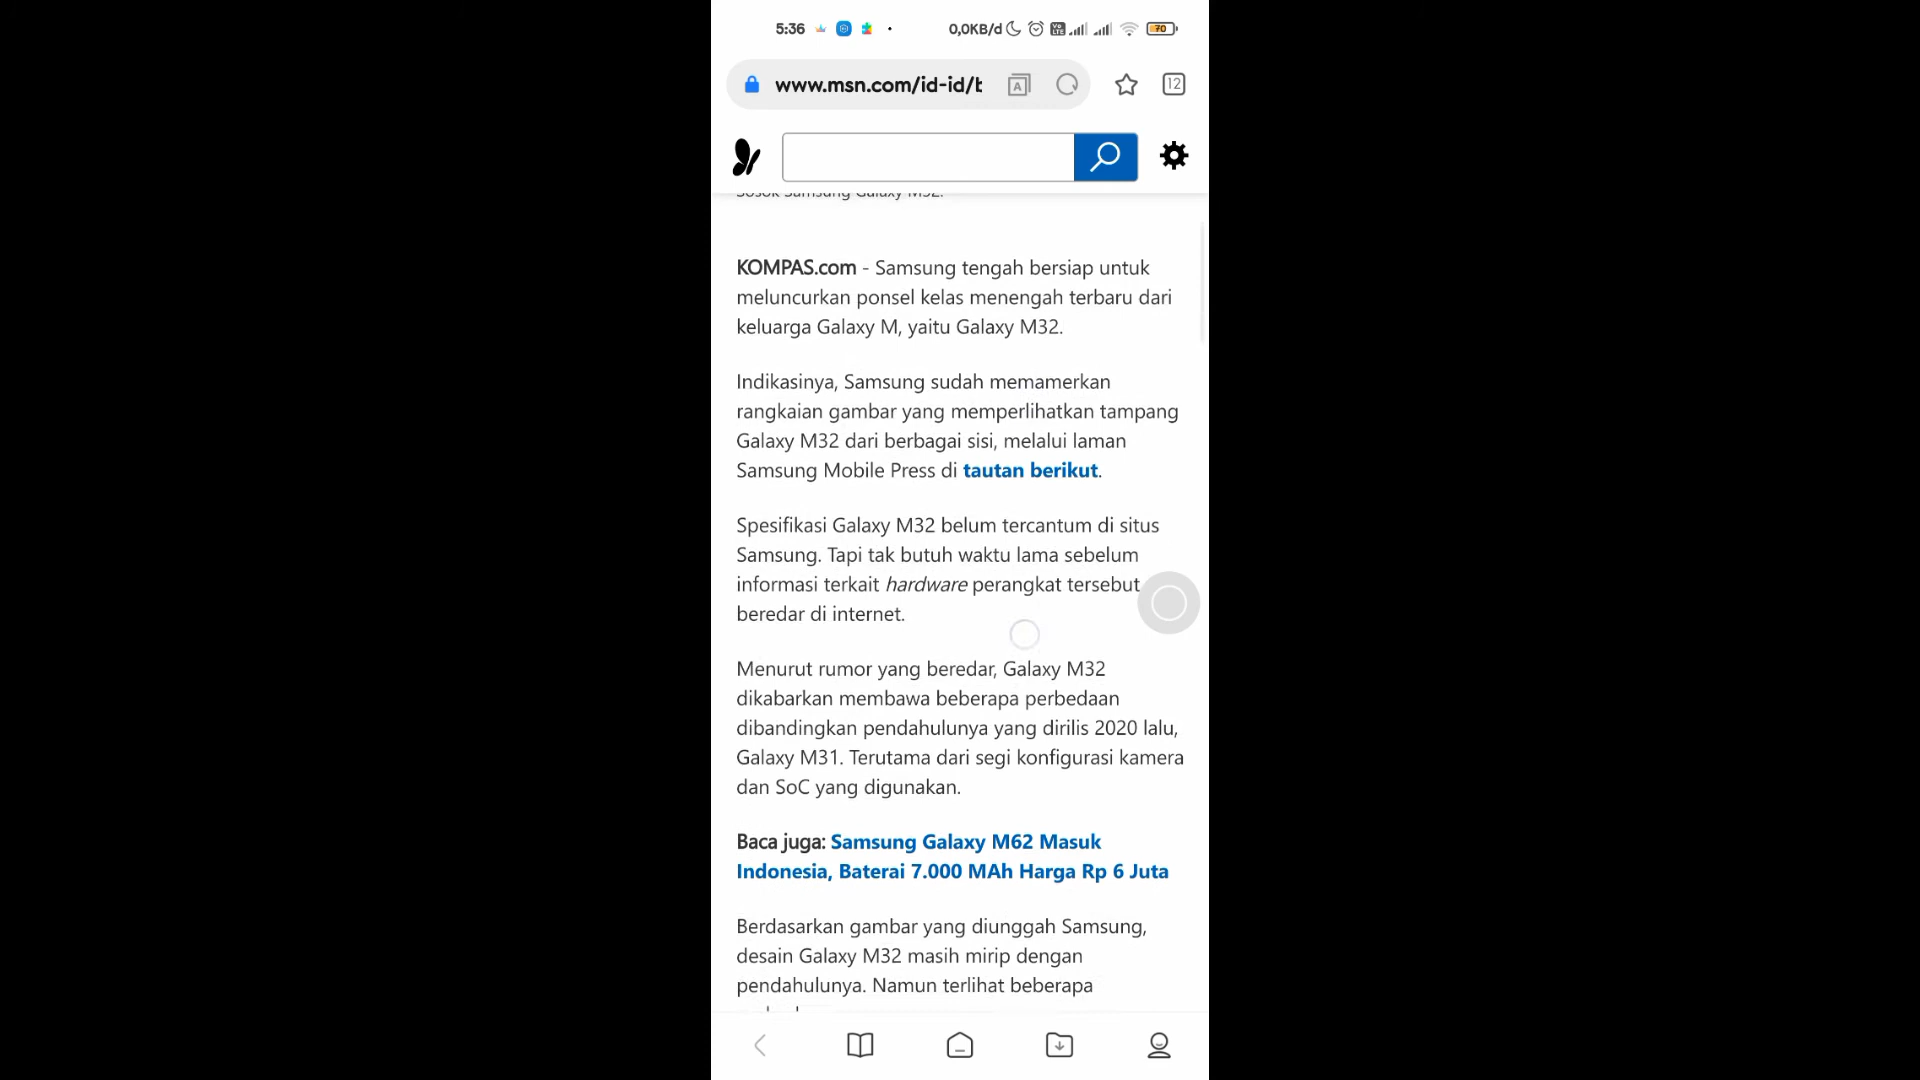 5:36
0,0KB/d
70
www.msn.com/id-id/b
12
Sosok Samsung Galaxy M32.
KOMPAS.com - Samsung tengah bersiap untuk
meluncurkan ponsel kelas menengah terbaru dari
keluarga Galaxy M, yaitu Galaxy M32.
Indikasinya, Samsung sudah memamerkan
rangkaian gambar yang memperlihatkan tampang
Galaxy M32 dari berbagai sisi, melalui laman
Samsung Mobile Press di tautan berikut.
Spesifikasi Galaxy M32 belum tercantum di situs
Samsung. Tapi tak butuh waktu lama sebelum
informasi terkait hardware perangkat tersebut
beredar di internet.
Menurut rumor yang beredar, Galaxy M32
dikabarkan membawa beberapa perbedaan
dibandingkan pendahulunya yang dirilis 2020 lalu,
Galaxy M31. Terutama dari segi konfigurasi kamera
dan SoC yang digunakan.
Baca juga: Samsung Galaxy M62 Masuk
Indonesia, Baterai 7.000 MAh Harga Rp 6 Juta
Berdasarkan gambar yang diunggah Samsung,
desain Galaxy M32 masih mirip dengan
pendahulunya. Namun terlihat beberapa